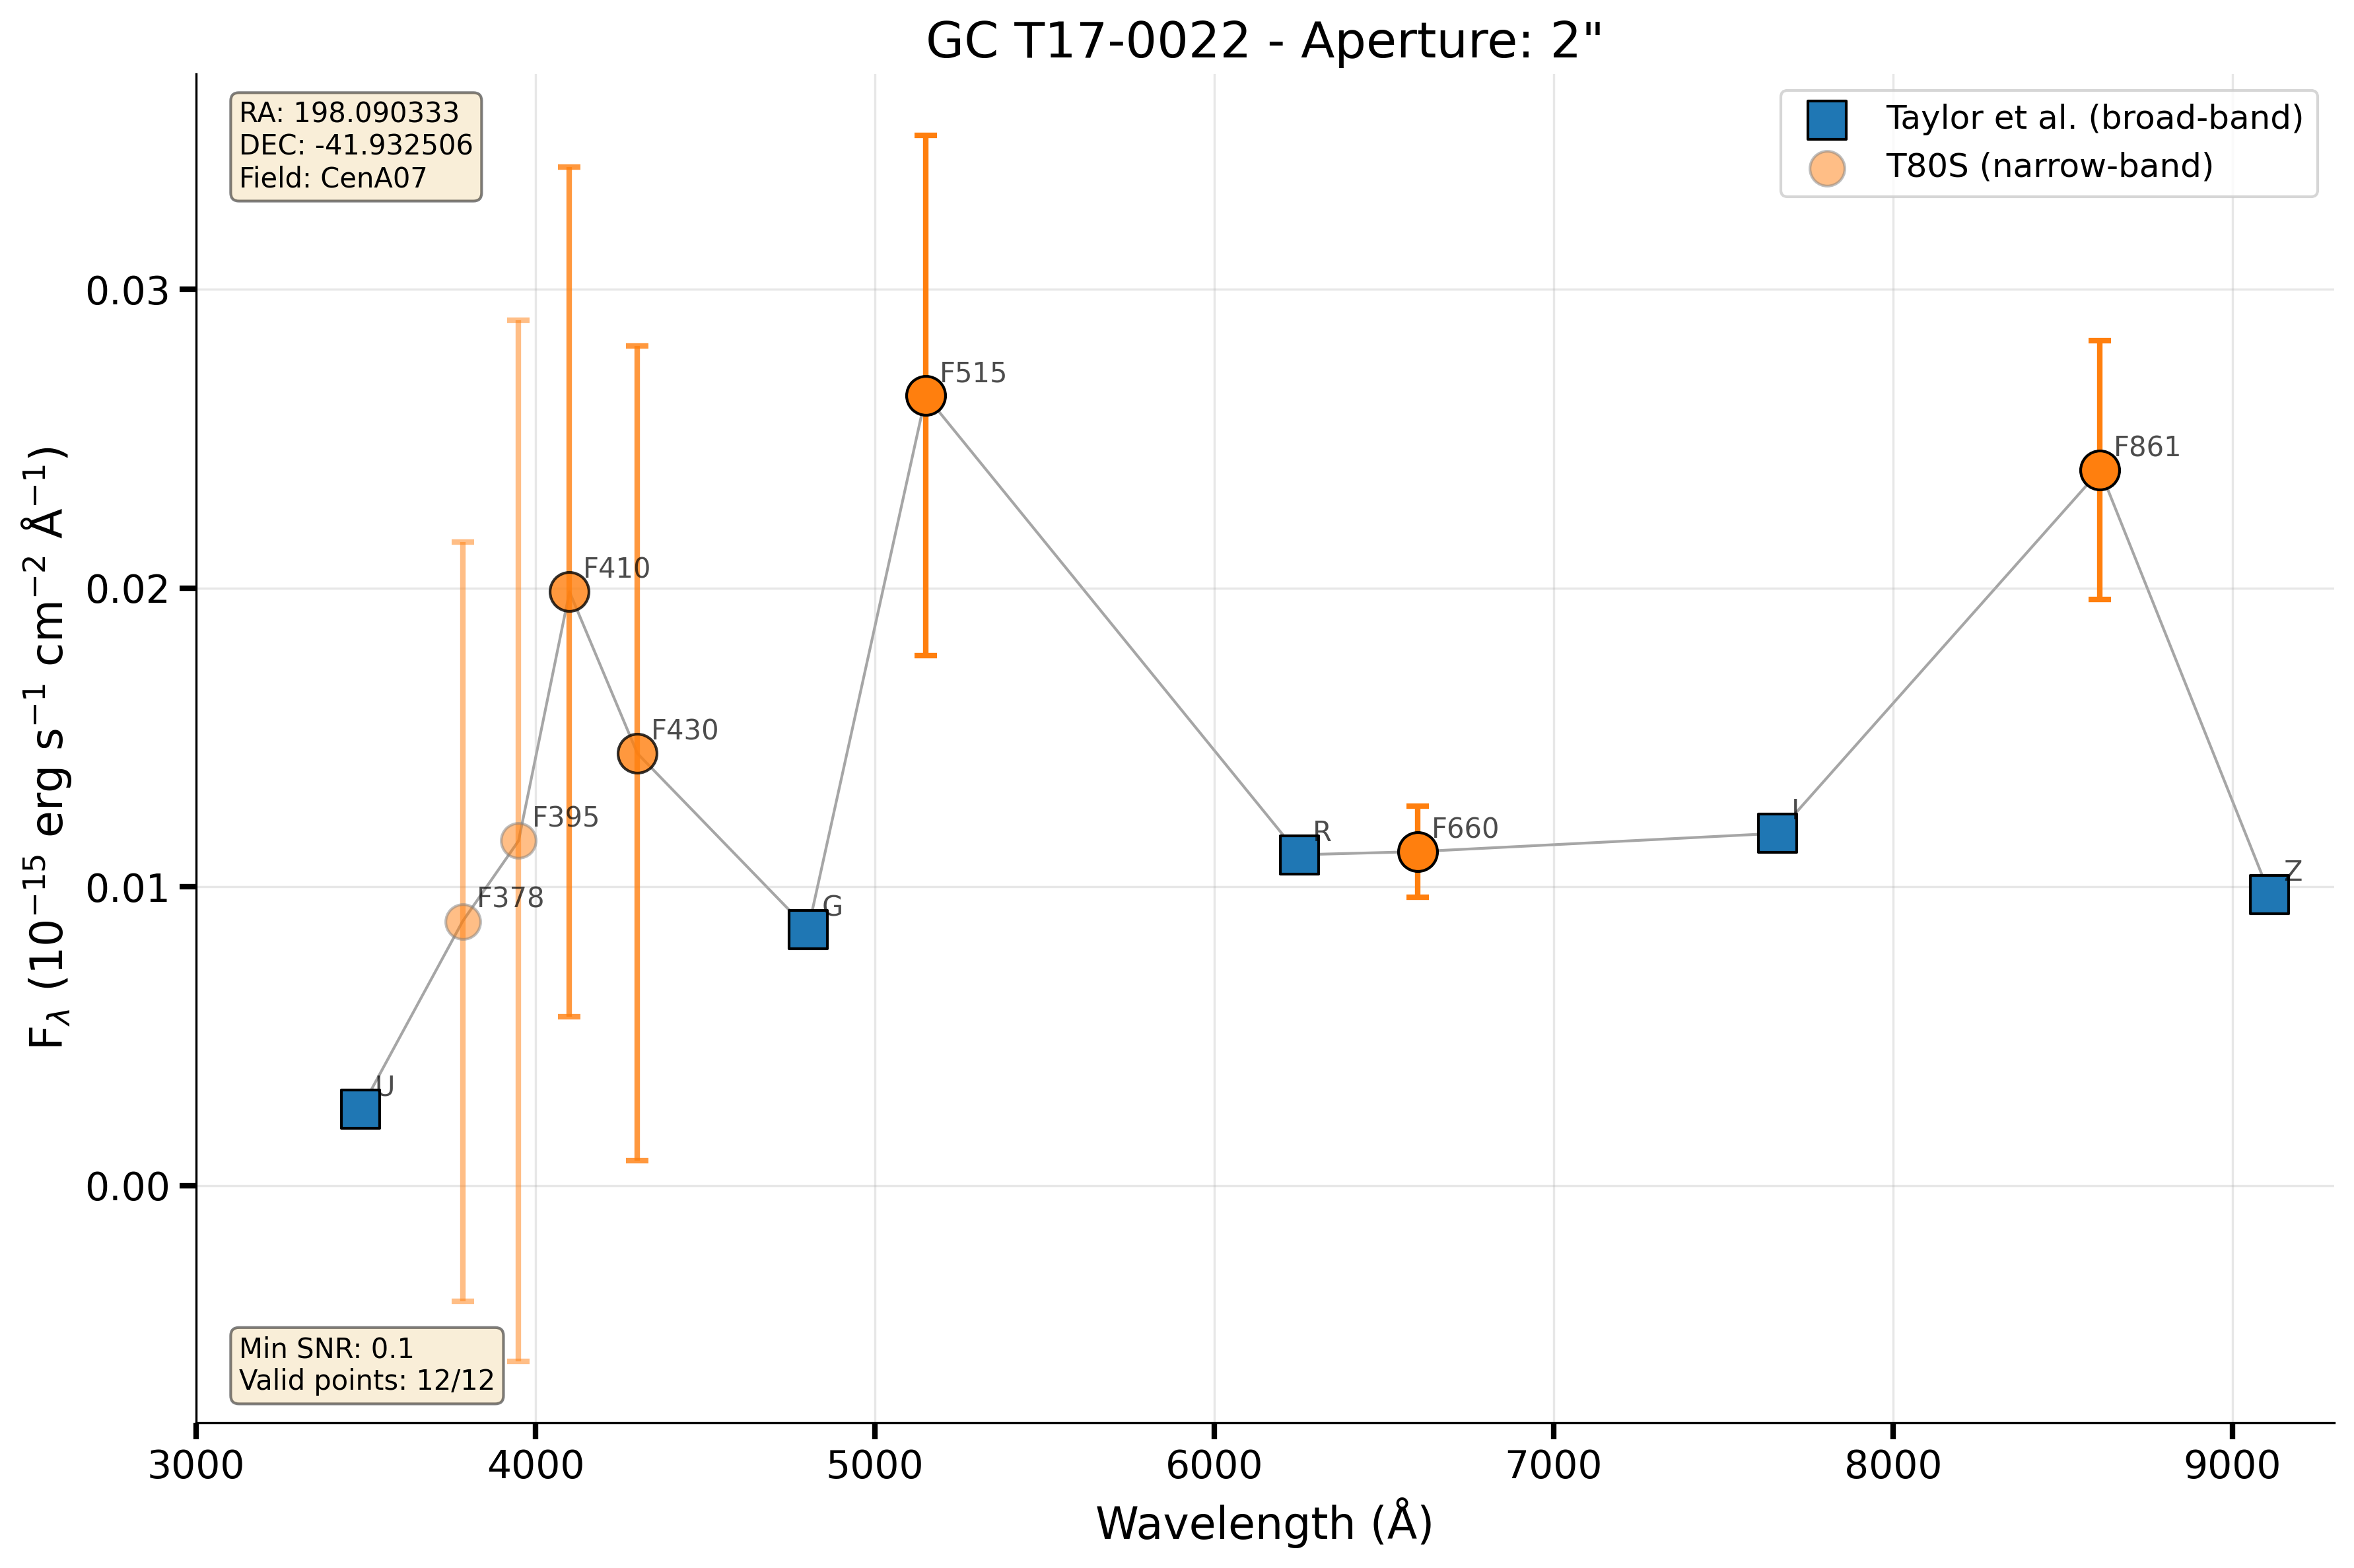 GC T17-0022 - Aperture: 2"
RA: 198.090333
DEC: -41.932506
Field: CenA07
Taylor et al. (broad-band)
T80S (narrow-band)
F515
F861
F410
F430
F395
F378
G
R
F660
I
Z
U
0.03
0.02
0.01
0.00
F_λ (10⁻¹⁵ erg s⁻¹ cm⁻² Å⁻¹)
Min SNR: 0.1
Valid points: 12/12
3000 4000 5000 6000 7000 8000 9000
Wavelength (Å)